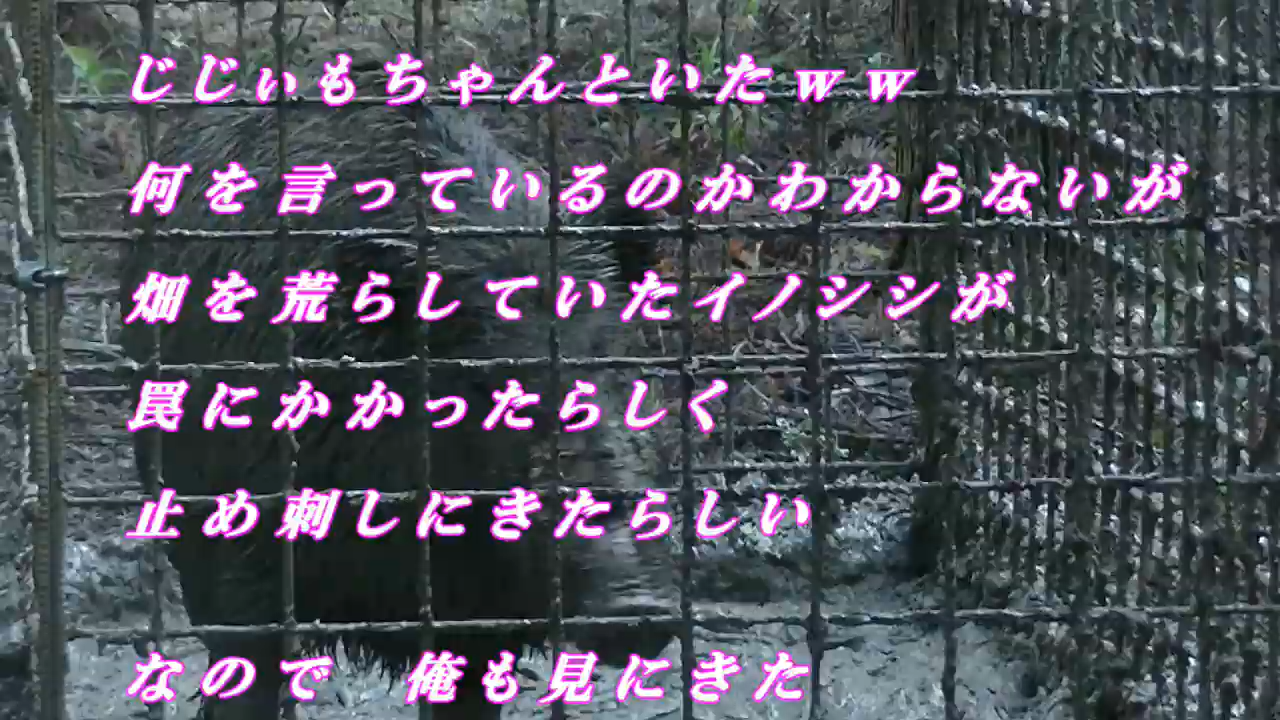 じじぃもちゃんといたｗｗ
何を言っているのかわからないが
畑を荒らしていたイノシシが
罠にかかったらしく
止め刺しにきたらしい
なので　俺も見にきた